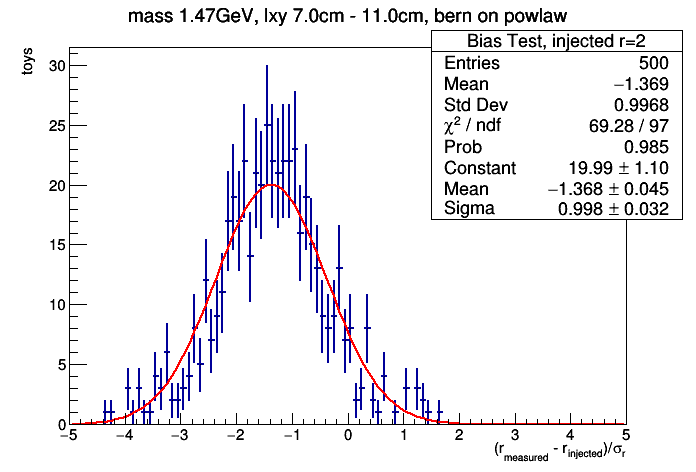 mass 1.47GeV, lxy 7.0cm - 11.0cm, bern on powlaw
Bias Test, injected r=2
Entries 500
Mean −1.369
Std Dev 0.9968
χ² / ndf 69.28 / 97
Prob 0.985
Constant 19.99 ± 1.10
Mean −1.368 ± 0.045
Sigma 0.998 ± 0.032
toys
30
25
20
15
10
5
0
−5 −4 −3 −2 −1 0 1 2 3 4 5
(r_measured - r_injected)/σ_r